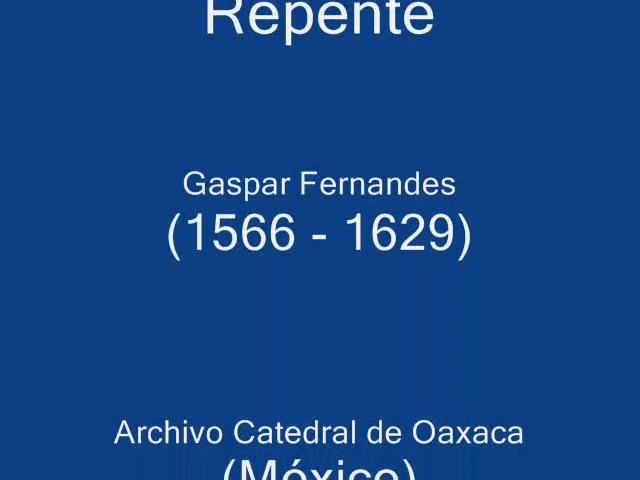 Repente
Gaspar Fernandes
(1566 - 1629)
Archivo Catedral de Oaxaca
(México)